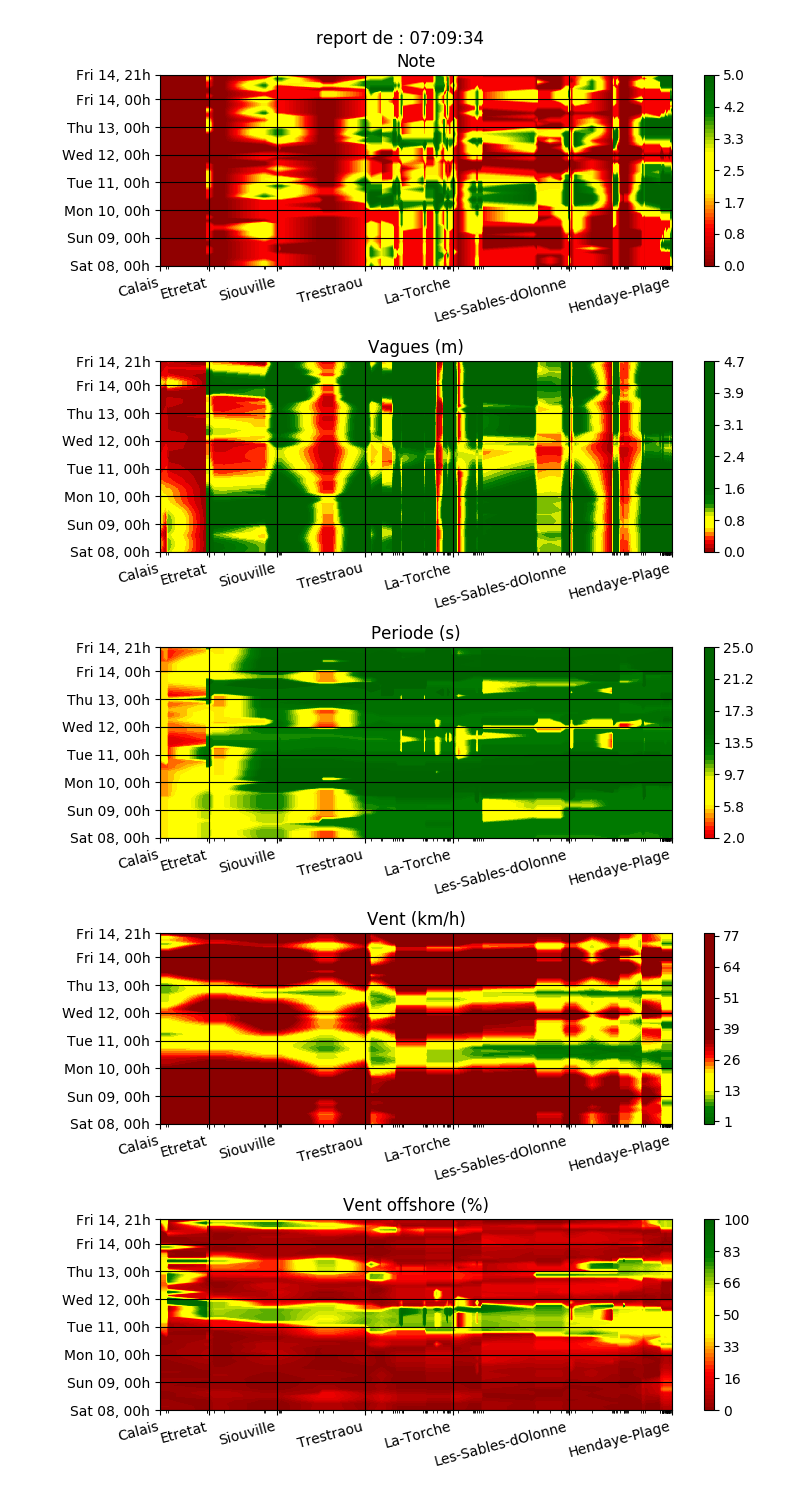 report de : 07:09:34
Note
Fri 14, 21h
Fri 14, 00h
Thu 13, 00h
Wed 12, 00h
Tue 11, 00h
Mon 10, 00h
Sun 09, 00h
Sat 08, 00h
5.0
4.2
3.3
2.5
1.7
0.8
0.0
Calais
Etretat
Siouville
Trestraou
La-Torche
Les-Sables-dOlonne
Hendaye-Plage
Vagues (m)
Fri 14, 21h
Fri 14, 00h
Thu 13, 00h
Wed 12, 00h
Tue 11, 00h
Mon 10, 00h
Sun 09, 00h
Sat 08, 00h
4.7
3.9
3.1
2.4
1.6
0.8
0.0
Calais
Etretat
Siouville
Trestraou
La-Torche
Les-Sables-dOlonne
Hendaye-Plage
Periode (s)
Fri 14, 21h
Fri 14, 00h
Thu 13, 00h
Wed 12, 00h
Tue 11, 00h
Mon 10, 00h
Sun 09, 00h
Sat 08, 00h
25.0
21.2
17.3
13.5
9.7
5.8
2.0
Calais
Etretat
Siouville
Trestraou
La-Torche
Les-Sables-dOlonne
Hendaye-Plage
Vent (km/h)
Fri 14, 21h
Fri 14, 00h
Thu 13, 00h
Wed 12, 00h
Tue 11, 00h
Mon 10, 00h
Sun 09, 00h
Sat 08, 00h
77
64
51
39
26
13
1
Calais
Etretat
Siouville
Trestraou
La-Torche
Les-Sables-dOlonne
Hendaye-Plage
Vent offshore (%)
Fri 14, 21h
Fri 14, 00h
Thu 13, 00h
Wed 12, 00h
Tue 11, 00h
Mon 10, 00h
Sun 09, 00h
Sat 08, 00h
100
83
66
50
33
16
0
Calais
Etretat
Siouville
Trestraou
La-Torche
Les-Sables-dOlonne
Hendaye-Plage